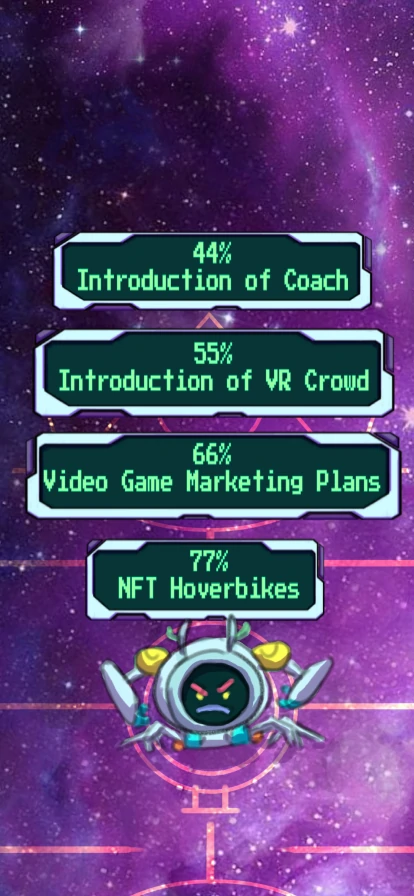 44%
Introduction of Coach
55%
Introduction of VR Crowd
66%
Video Game Marketing Plans
77%
NFT Hoverbikes